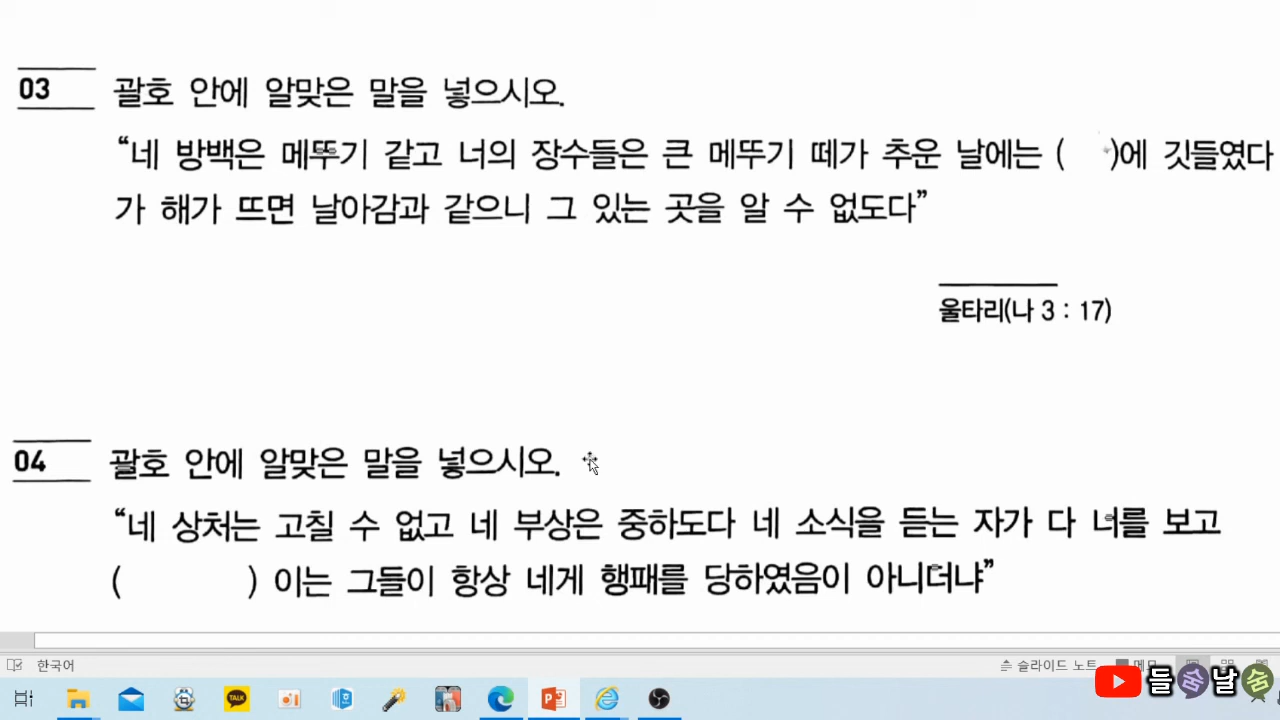 03 괄호 안에 알맞은 말을 넣으시오.
“네 방백은 메뚜기 같고 너의 장수들은 큰 메뚜기 떼가 추운 날에는 ( )에 깃들였다
가 해가 뜨면 날아감과 같으니 그 있는 곳을 알 수 없도다”
울타리(나 3 : 17)
04 괄호 안에 알맞은 말을 넣으시오.
“네 상처는 고칠 수 없고 네 부상은 중하도다 네 소식을 듣는 자가 다 너를 보고
( ) 이는 그들이 항상 네게 행패를 당하였음이 아니더냐”
한국어 슬라이드 노트 메모
TALK
들숨날숨